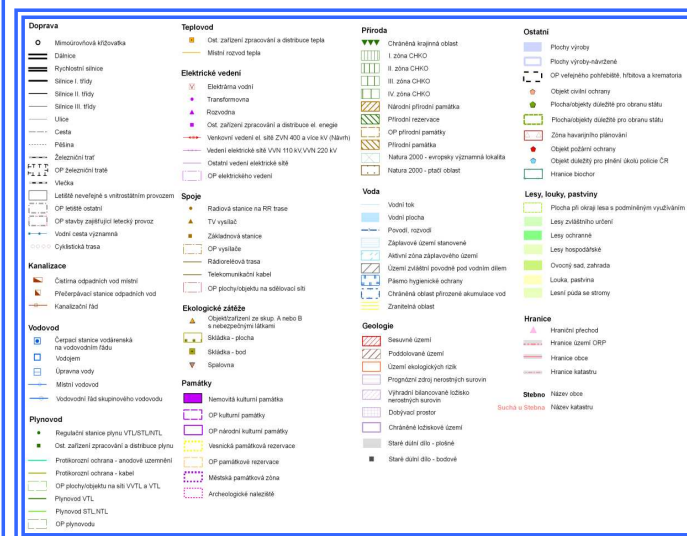 Doprava
Mimoúrovňová křižovatka
Dálnice
Rychlostní silnice
Silnice I. třídy
Silnice II. třídy
Silnice III. třídy
Ulice
Cesta
Pěšina
Železniční trať
OP železniční tratě
Vlečka
Letiště neveřejné s vnitrostátním provozem
OP letiště ostatní
OP stavby zajišťující letecký provoz
Vodní cesta významná
Cyklistická trasa
Kanalizace
Čistírna odpadních vod místní
Přečerpávací stanice odpadních vod
Kanalizační řád
Vodovod
Čerpací stanice vodárenská
na vodovodním řádu
Vodojem
Úpravna vody
Místní vodovod
Vodovodní řád skupinového vodovodu
Plynovod
Regulační stanice plynu VTL/STL/NTL
Ost. zařízení zpracování a distribuce plynu
Protikorozní ochrana - anodové uzemnění
Protikorozní ochrana - kabel
OP plochy/objektu na síti VVTL a VTL
Plynovod VTL
Plynovod STL,NTL
OP plynovodu
Teplovod
Ost. zařízení zpracování a distribuce tepla
Místní rozvod tepla
Elektrické vedení
Elektrárna vodní
Transformovna
Rozvodna
Ost. zařízení zpracování a distribuce el. enegie
Venkovní vedení el. sítě ZVN 400 a více kV (Návrh)
Vedení elektrické sítě VVN 110 kV,VVN 220 kV
Ostatní vedení elektrické sítě
OP elektrického vedení
Spoje
Radiová stanice na RR trase
TV vysílač
Základnová stanice
OP vysílače
Rádioreléová trasa
Telekomunikační kabel
OP plochy/objektu na sdělovací síti
Ekologické zátěže
Objekt/zařízení ze skup. A nebo B
s nebezpečnými látkami
Skládka - plocha
Skládka - bod
Spalovna
Památky
Nemovitá kulturní památka
OP kulturní památky
OP národní kulturní památky
Vesnická památková rezervace
OP památkové rezervace
Městská památková zóna
Archeologické naleziště
Příroda
Chráněná krajinná oblast
I. zóna CHKO
II. zóna CHKO
III. zóna CHKO
IV. zóna CHKO
Národní přírodní památka
Přírodní rezervace
OP přírodní památky
Přírodní památka
Natura 2000 - evropsky významná lokalita
Natura 2000 - ptačí oblast
Voda
Vodní tok
Vodní plocha
Povodí, rozvodí
Záplavové území stanovené
Aktivní zóna záplavového území
Území zvláštní povodně pod vodním dílem
Pásmo hygienické ochrany
Chráněná oblast přirozené akumulace vod
Zranitelná oblast
Geologie
Sesuvné území
Poddolované území
Území ekologických rizik
Prognózní zdroj nerostných surovin
Výhradní bilancované ložisko
nerostných surovin
Dobývací prostor
Chráněné ložiskové území
Staré důlní dílo - plošné
Staré důlní dílo - bodové
Ostatní
Plochy výroby
Plochy výroby-návržené
OP veřejného pohřebiště, hřbitova a krematoria
Objekt civilní ochrany
Plocha/objekty důležité pro obranu státu
Plocha/objekty důležité pro obranu státu
Zóna havarijního plánování
Objekt požární ochrany
Objekt důležitý pro plnění úkolu policie ČR
Hranice biochor
Lesy, louky, pastviny
Plocha při okraji lesa s podmíněným využíváním
Lesy zvláštního určení
Lesy ochranné
Lesy hospodářské
Ovocný sad, zahrada
Louka, pastvina
Lesní půda se stromy
Hranice
Hraniční přechod
Hranice území ORP
Hranice obce
Hranice katastru
Stebno Název obce
Suchá u Stebna Název katastru